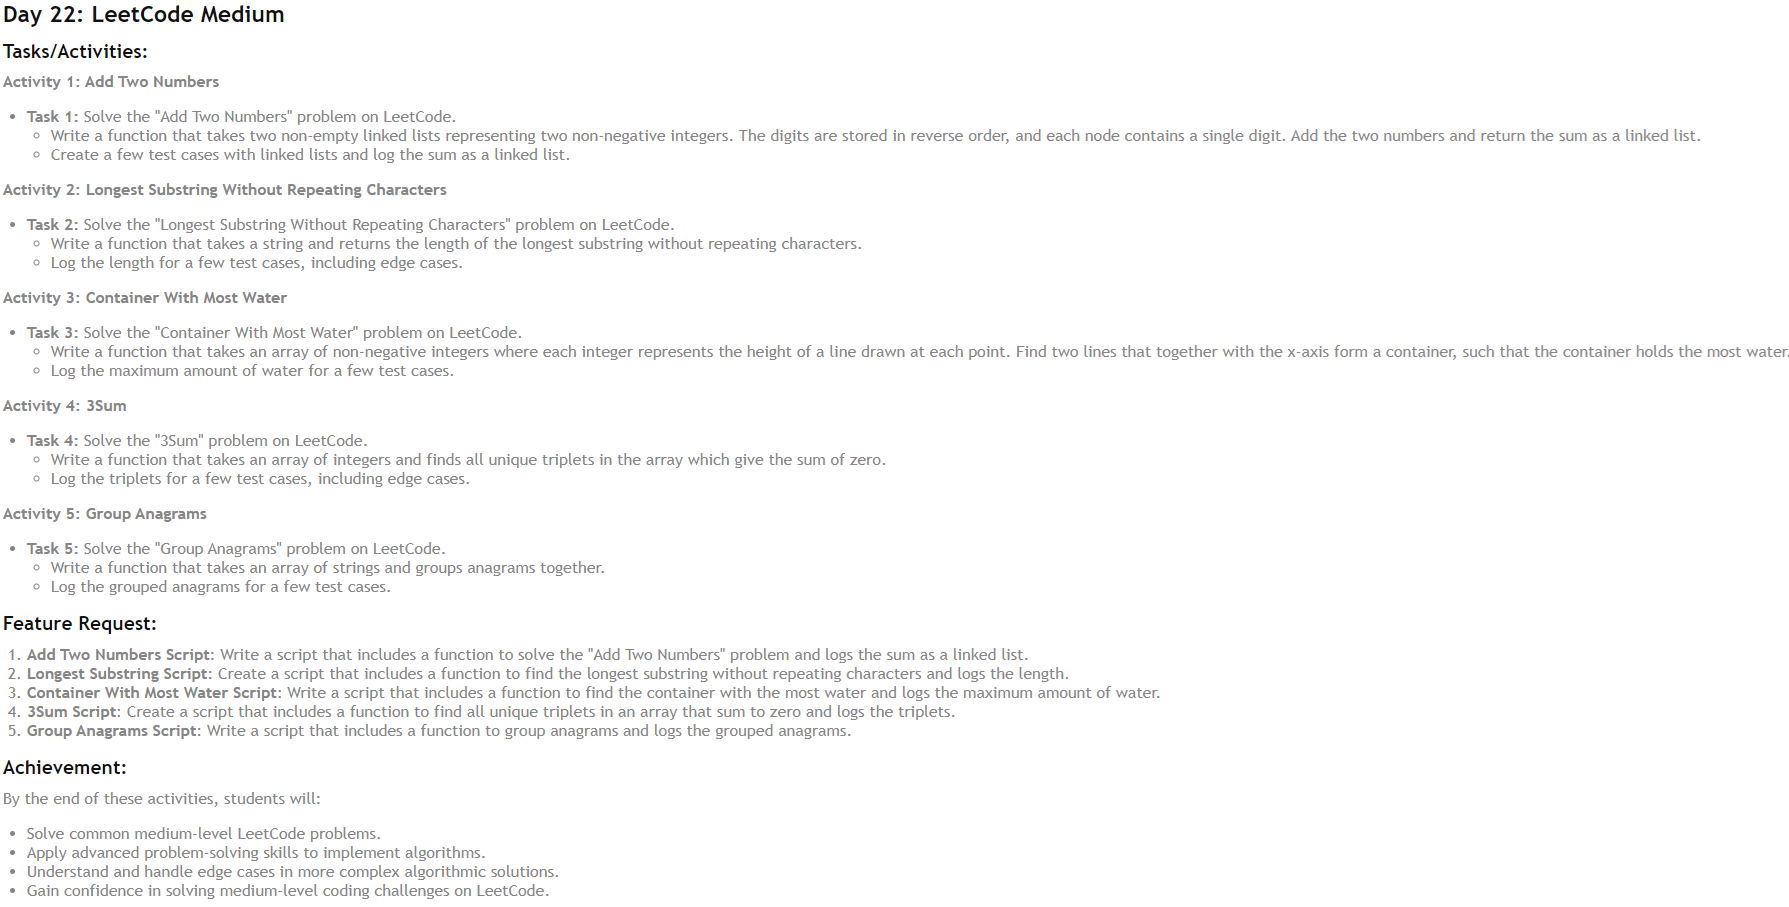 Day 22: LeetCode Medium
Tasks/Activities:
Activity 1: Add Two Numbers
• Task 1: Solve the "Add Two Numbers" problem on LeetCode.
◦ Write a function that takes two non-empty linked lists representing two non-negative integers. The digits are stored in reverse order, and each node contains a single digit. Add the two numbers and return the sum as a linked list.
◦ Create a few test cases with linked lists and log the sum as a linked list.
Activity 2: Longest Substring Without Repeating Characters
• Task 2: Solve the "Longest Substring Without Repeating Characters" problem on LeetCode.
◦ Write a function that takes a string and returns the length of the longest substring without repeating characters.
◦ Log the length for a few test cases, including edge cases.
Activity 3: Container With Most Water
• Task 3: Solve the "Container With Most Water" problem on LeetCode.
◦ Write a function that takes an array of non-negative integers where each integer represents the height of a line drawn at each point. Find two lines that together with the x-axis form a container, such that the container holds the most water.
◦ Log the maximum amount of water for a few test cases.
Activity 4: 3Sum
• Task 4: Solve the "3Sum" problem on LeetCode.
◦ Write a function that takes an array of integers and finds all unique triplets in the array which give the sum of zero.
◦ Log the triplets for a few test cases, including edge cases.
Activity 5: Group Anagrams
• Task 5: Solve the "Group Anagrams" problem on LeetCode.
◦ Write a function that takes an array of strings and groups anagrams together.
◦ Log the grouped anagrams for a few test cases.
Feature Request:
1. Add Two Numbers Script: Write a script that includes a function to solve the "Add Two Numbers" problem and logs the sum as a linked list.
2. Longest Substring Script: Create a script that includes a function to find the longest substring without repeating characters and logs the length.
3. Container With Most Water Script: Write a script that includes a function to find the container with the most water and logs the maximum amount of water.
4. 3Sum Script: Create a script that includes a function to find all unique triplets in an array that sum to zero and logs the triplets.
5. Group Anagrams Script: Write a script that includes a function to group anagrams and logs the grouped anagrams.
Achievement:
By the end of these activities, students will:
• Solve common medium-level LeetCode problems.
• Apply advanced problem-solving skills to implement algorithms.
• Understand and handle edge cases in more complex algorithmic solutions.
• Gain confidence in solving medium-level coding challenges on LeetCode.